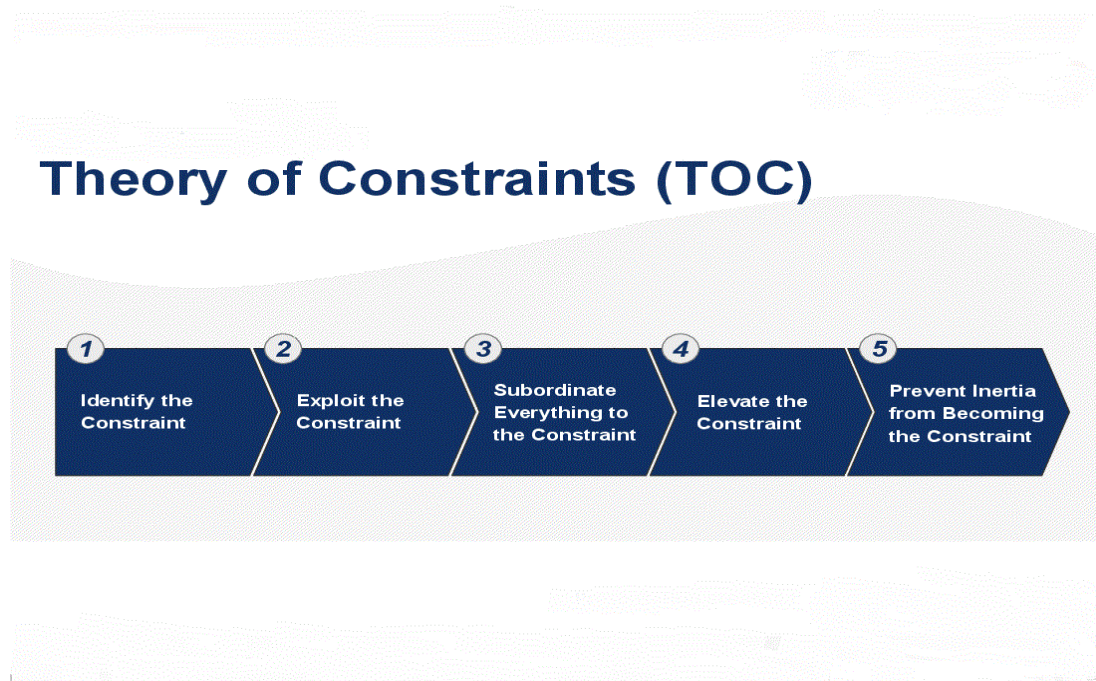 Theory of Constraints (TOC)
1
Identify the
Constraint
2
Exploit the
Constraint
3
Subordinate
Everything to
the Constraint
4
Elevate the
Constraint
5
Prevent Inertia
from Becoming
the Constraint